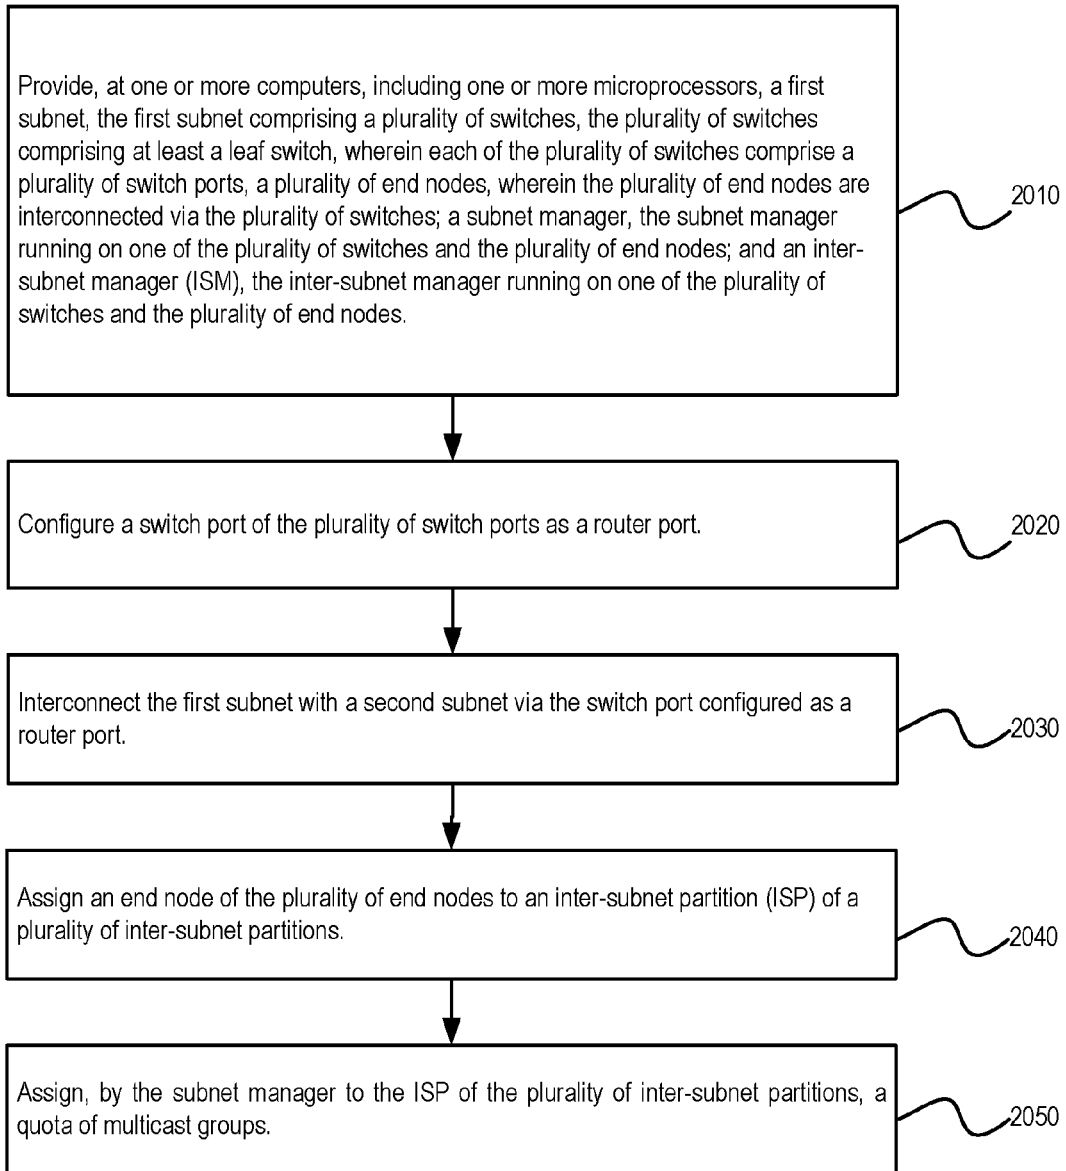 Provide, at one or more computers, including one or more microprocessors, a first
subnet, the first subnet comprising a plurality of switches, the plurality of switches
comprising at least a leaf switch, wherein each of the plurality of switches comprise a
plurality of switch ports, a plurality of end nodes, wherein the plurality of end nodes are
interconnected via the plurality of switches; a subnet manager, the subnet manager
running on one of the plurality of switches and the plurality of end nodes; and an inter-
subnet manager (ISM), the inter-subnet manager running on one of the plurality of
switches and the plurality of end nodes.
2010
Configure a switch port of the plurality of switch ports as a router port.
2020
Interconnect the first subnet with a second subnet via the switch port configured as a
router port.
2030
Assign an end node of the plurality of end nodes to an inter-subnet partition (ISP) of a
plurality of inter-subnet partitions.
2040
Assign, by the subnet manager to the ISP of the plurality of inter-subnet partitions, a
quota of multicast groups.
2050